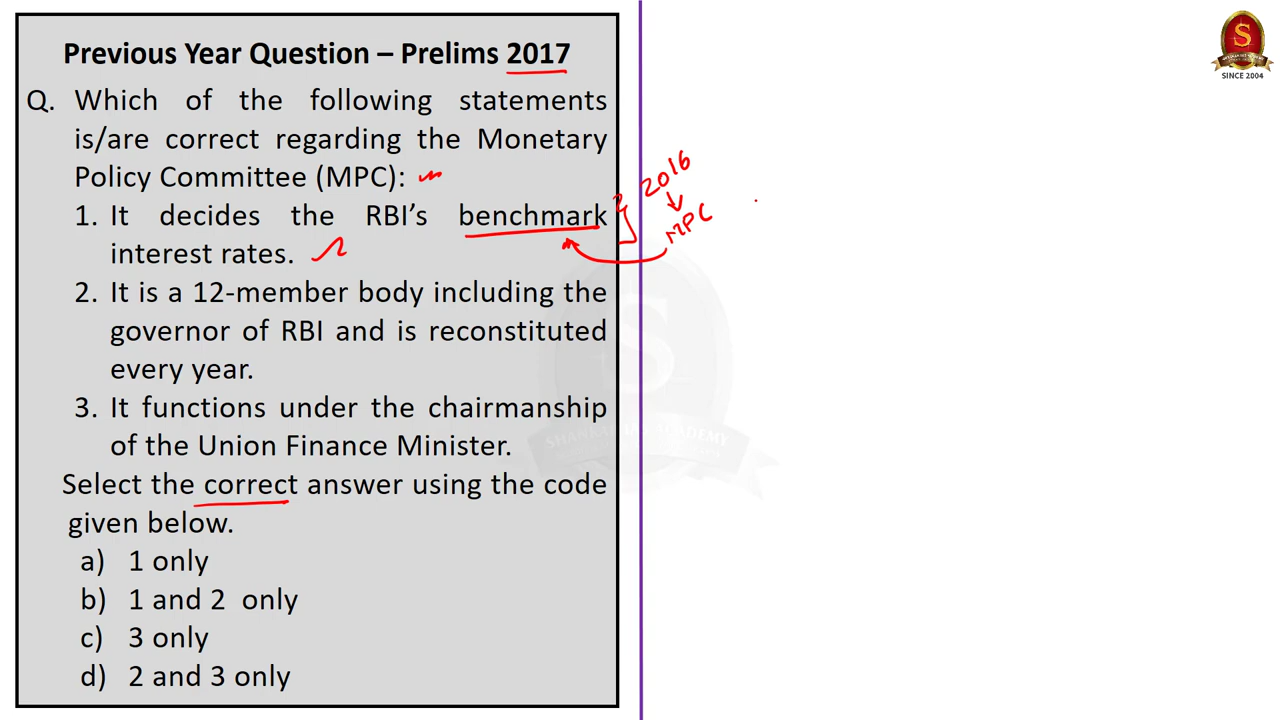 Previous Year Question – Prelims 2017
Q. Which of the following statements
is/are correct regarding the Monetary
Policy Committee (MPC):
1. It decides the RBI's benchmark
interest rates.
2. It is a 12-member body including the
governor of RBI and is reconstituted
every year.
3. It functions under the chairmanship
of the Union Finance Minister.
Select the correct answer using the code
given below.
a) 1 only
b) 1 and 2 only
c) 3 only
d) 2 and 3 only
2016
MPC
S
SINCE 2004
S
SHANKAR IAS ACADEMY